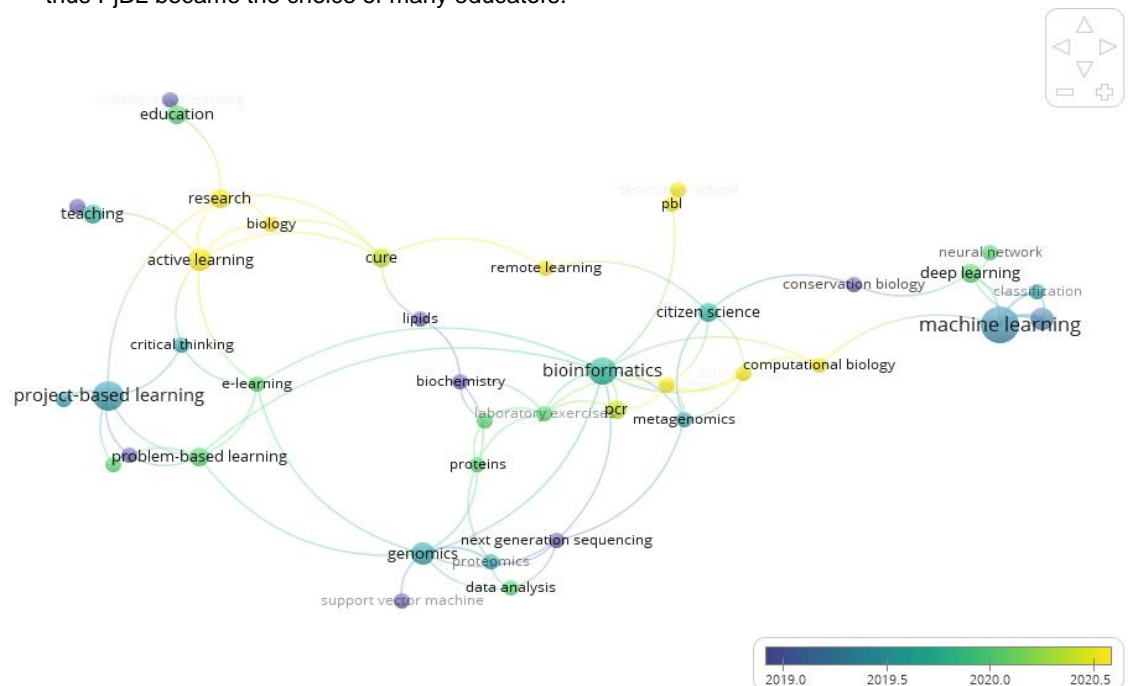 thus PjBL became the choice of many educators.
collaborative learning
education
research
teaching
biology
secondary school
pbl
active learning
cure
remote learning
neural network
deep learning
conservation biology
classification
citizen science
lipids
machine learning
critical thinking
bioinformatics
computational biology
e-learning
biochemistry
project-based learning
laboratory exercises
pcr
metagenomics
problem-based learning
proteins
next generation sequencing
genomics
proteomics
data analysis
support vector machine
2019.0 2019.5 2020.0 2020.5